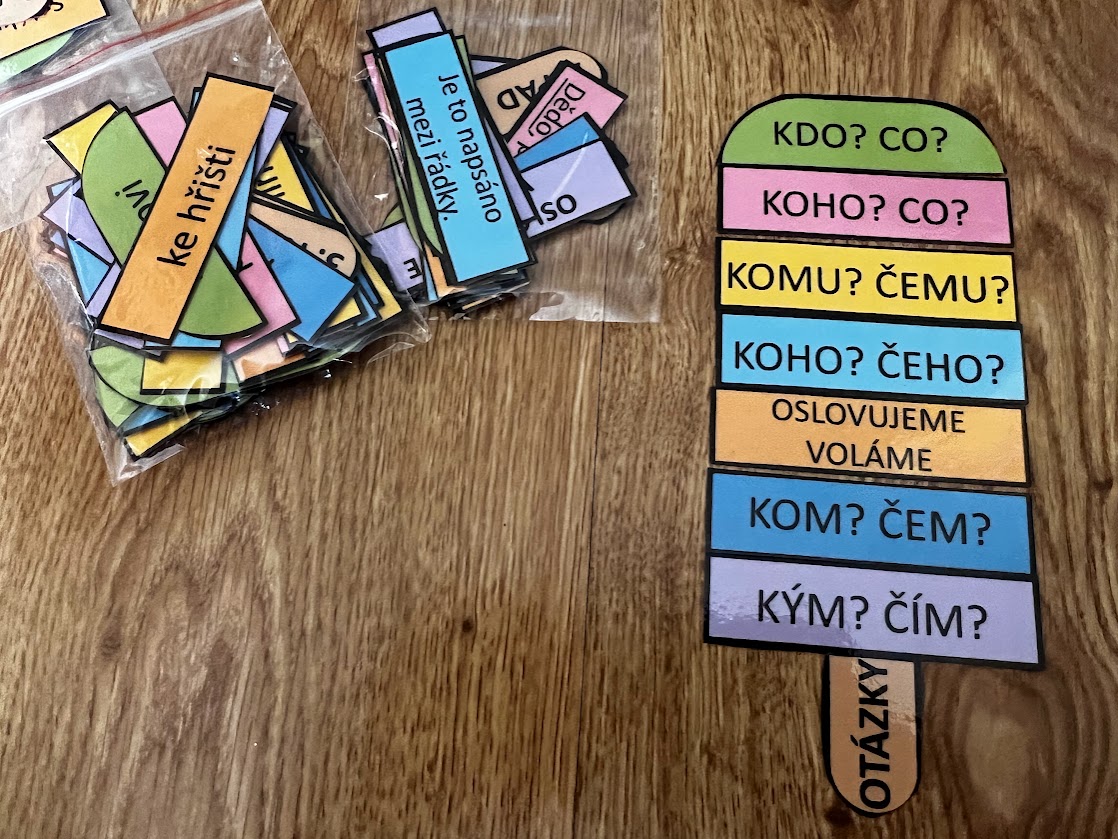 ke hřišti
ovi
Je to napsáno
mezi řádky.
Dědo,
KDO? CO?
KOHO? CO?
KOMU? ČEMU?
KOHO? ČEHO?
OSLOVUJEME
VOLÁME
KOM? ČEM?
KÝM? ČÍM?
OTÁZKY